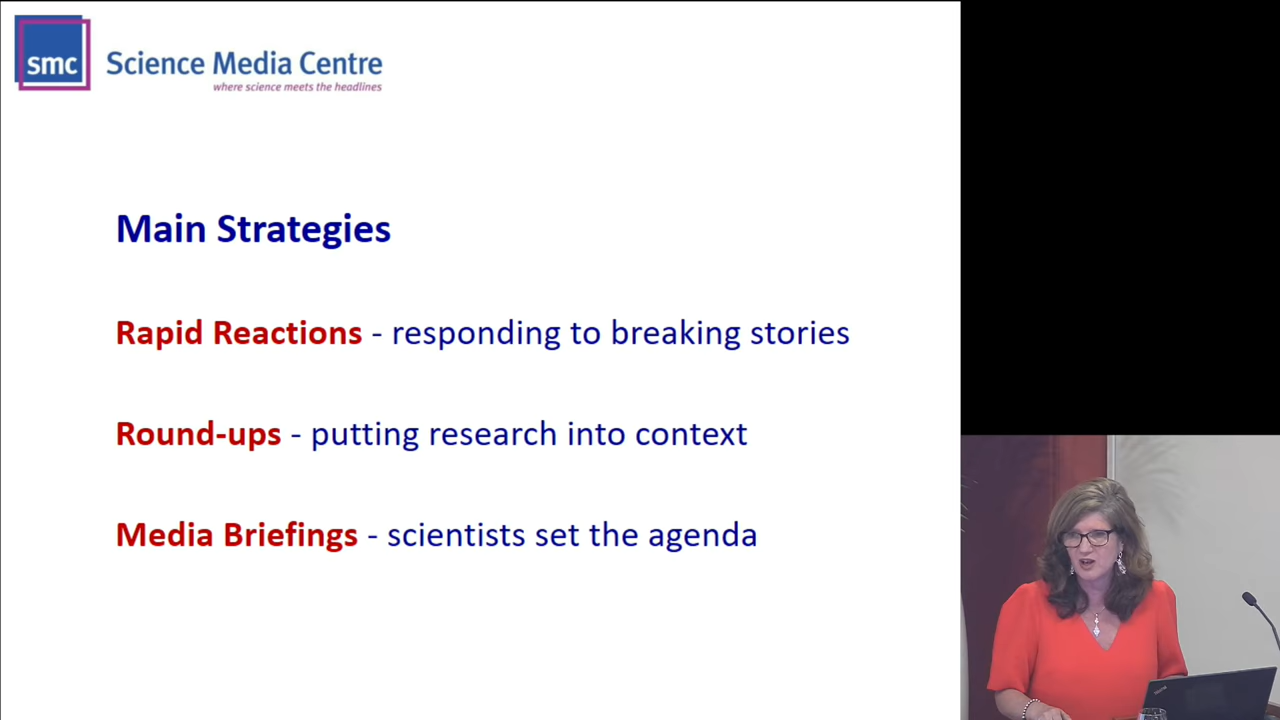 smc
Science Media Centre
where science meets the headlines
Main Strategies
Rapid Reactions - responding to breaking stories
Round-ups - putting research into context
Media Briefings - scientists set the agenda